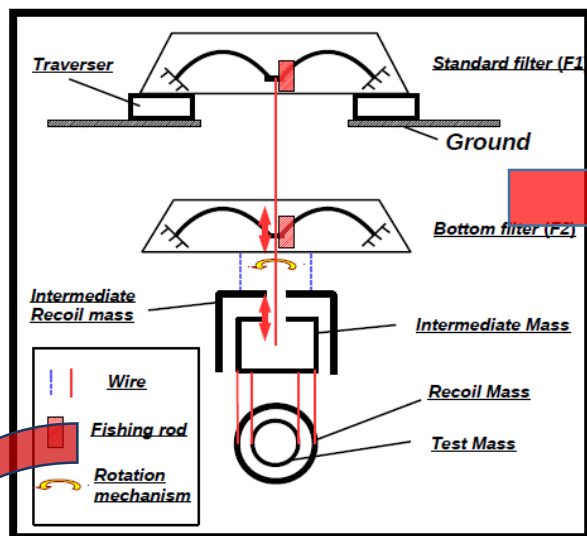 Traverser
Standard filter (F1
Ground
Bottom filter (F2)
Intermediate
Recoil mass
Intermediate Mass
Recoil Mass
Test Mass
Wire
Fishing rod
Rotation
mechanism